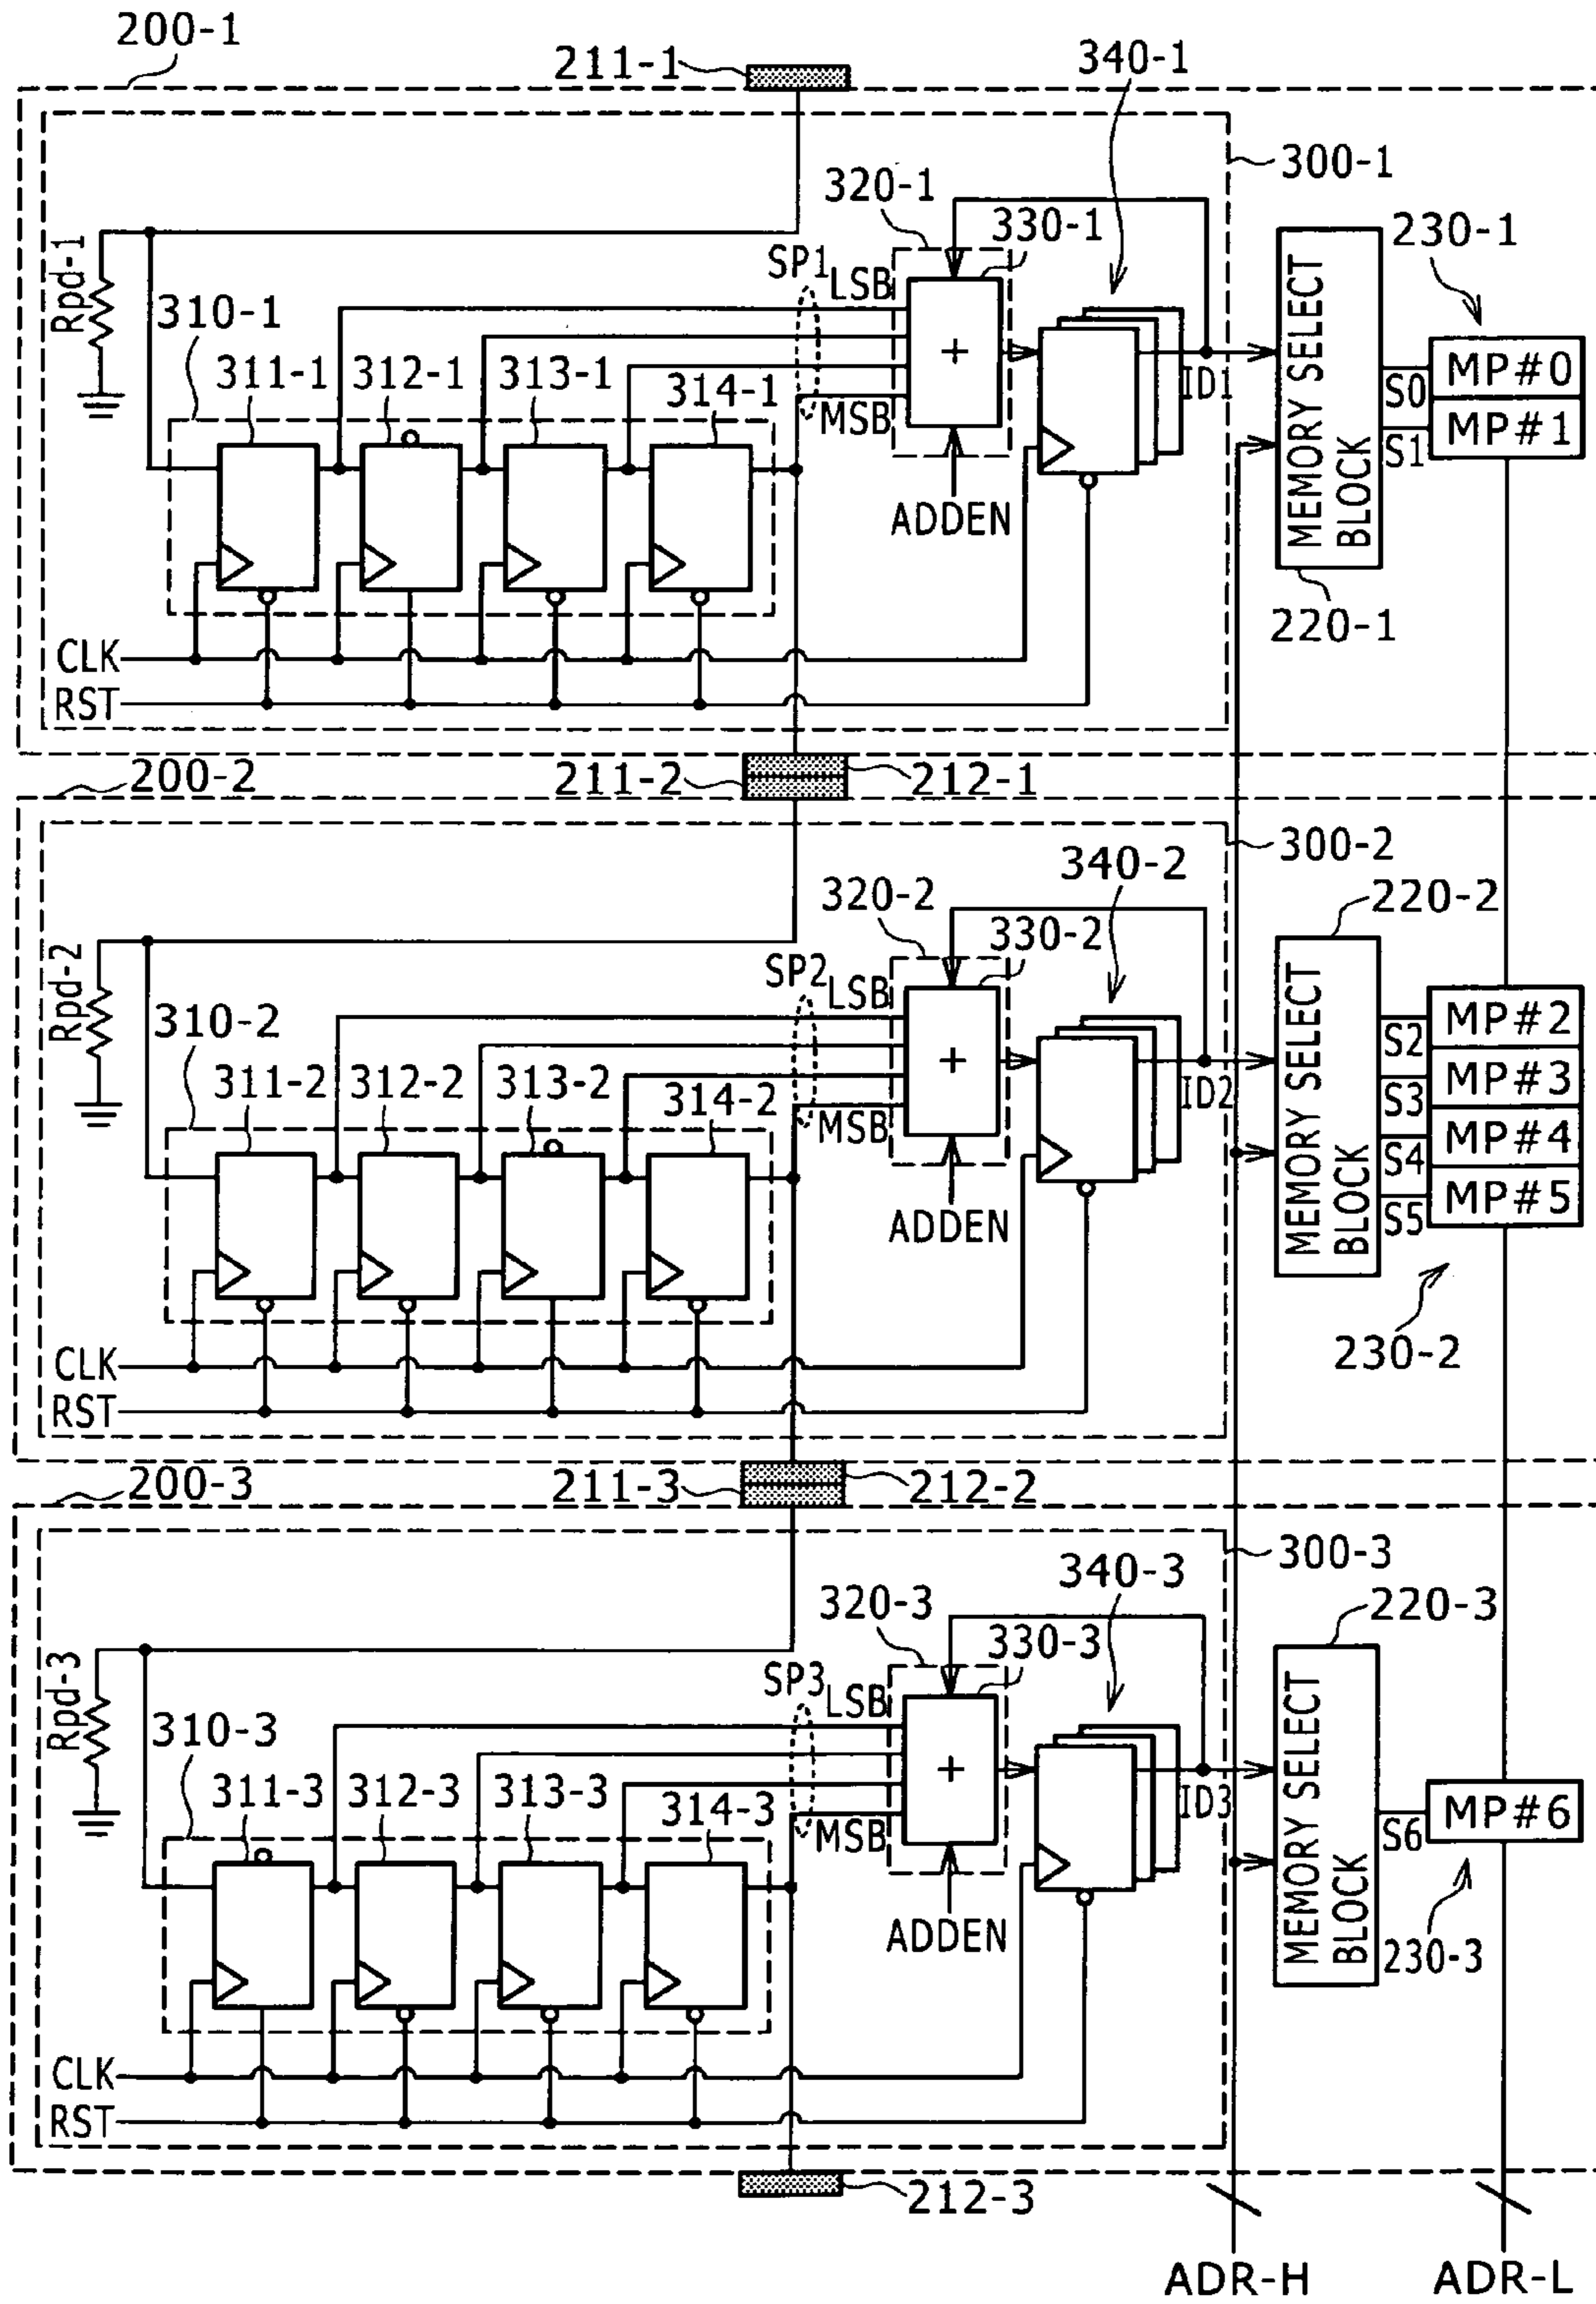 200-1
211-1
340-1
300-1
320-1
330-1
230-1
Rpd-1
310-1
SP1
LSB
MSB
311-1
312-1
313-1
314-1
+
ID1
ADDEN
MEMORY SELECT
BLOCK
S0
S1
MP#0
MP#1
220-1
CLK
RST
200-2
211-2
212-1
300-2
340-2
320-2
330-2
220-2
Rpd-2
310-2
SP2
LSB
MSB
311-2
312-2
313-2
314-2
+
ID2
ADDEN
MEMORY SELECT
BLOCK
S2
S3
S4
S5
MP#2
MP#3
MP#4
MP#5
230-2
CLK
RST
200-3
211-3
212-2
300-3
340-3
320-3
330-3
220-3
Rpd-3
310-3
SP3
LSB
MSB
311-3
312-3
313-3
314-3
+
ID3
ADDEN
MEMORY SELECT
BLOCK
S6
MP#6
230-3
CLK
RST
212-3
ADR-H
ADR-L